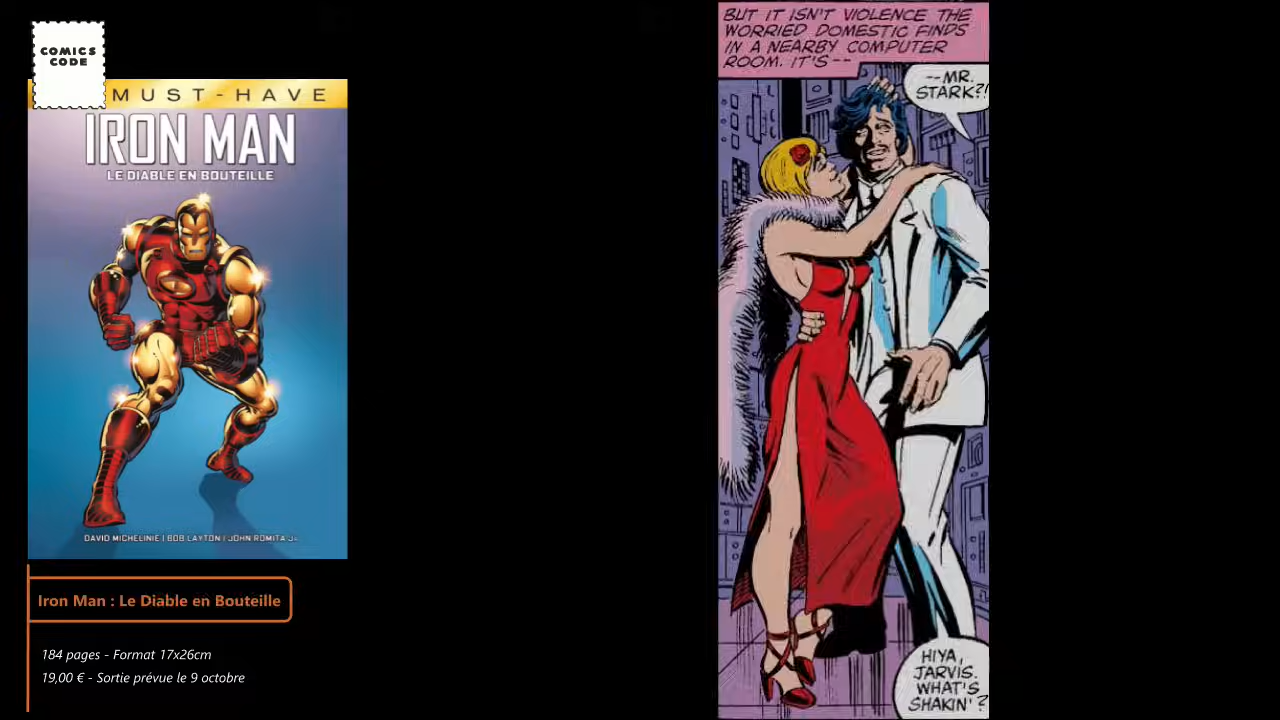 COMICS
CODE
MUST-HAVE
IRON MAN
LE DIABLE EN BOUTEILLE
DAVID MICHELINIE | BOB LAYTON | JOHN ROMITA Jr.
Iron Man : Le Diable en Bouteille
184 pages - Format 17x26cm
19,00 € - Sortie prévue le 9 octobre
BUT IT ISN'T VIOLENCE THE
WORRIED DOMESTIC FINDS
IN A NEARBY COMPUTER
ROOM. IT'S --
--MR.
STARK?!
HIYA,
JARVIS.
WHAT'S
SHAKIN'?